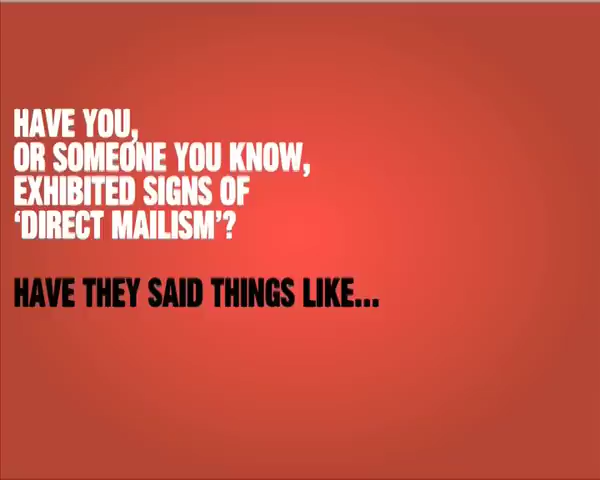 HAVE YOU,
OR SOMEONE YOU KNOW,
EXHIBITED SIGNS OF
‘DIRECT MAILISM’?
HAVE THEY SAID THINGS LIKE...